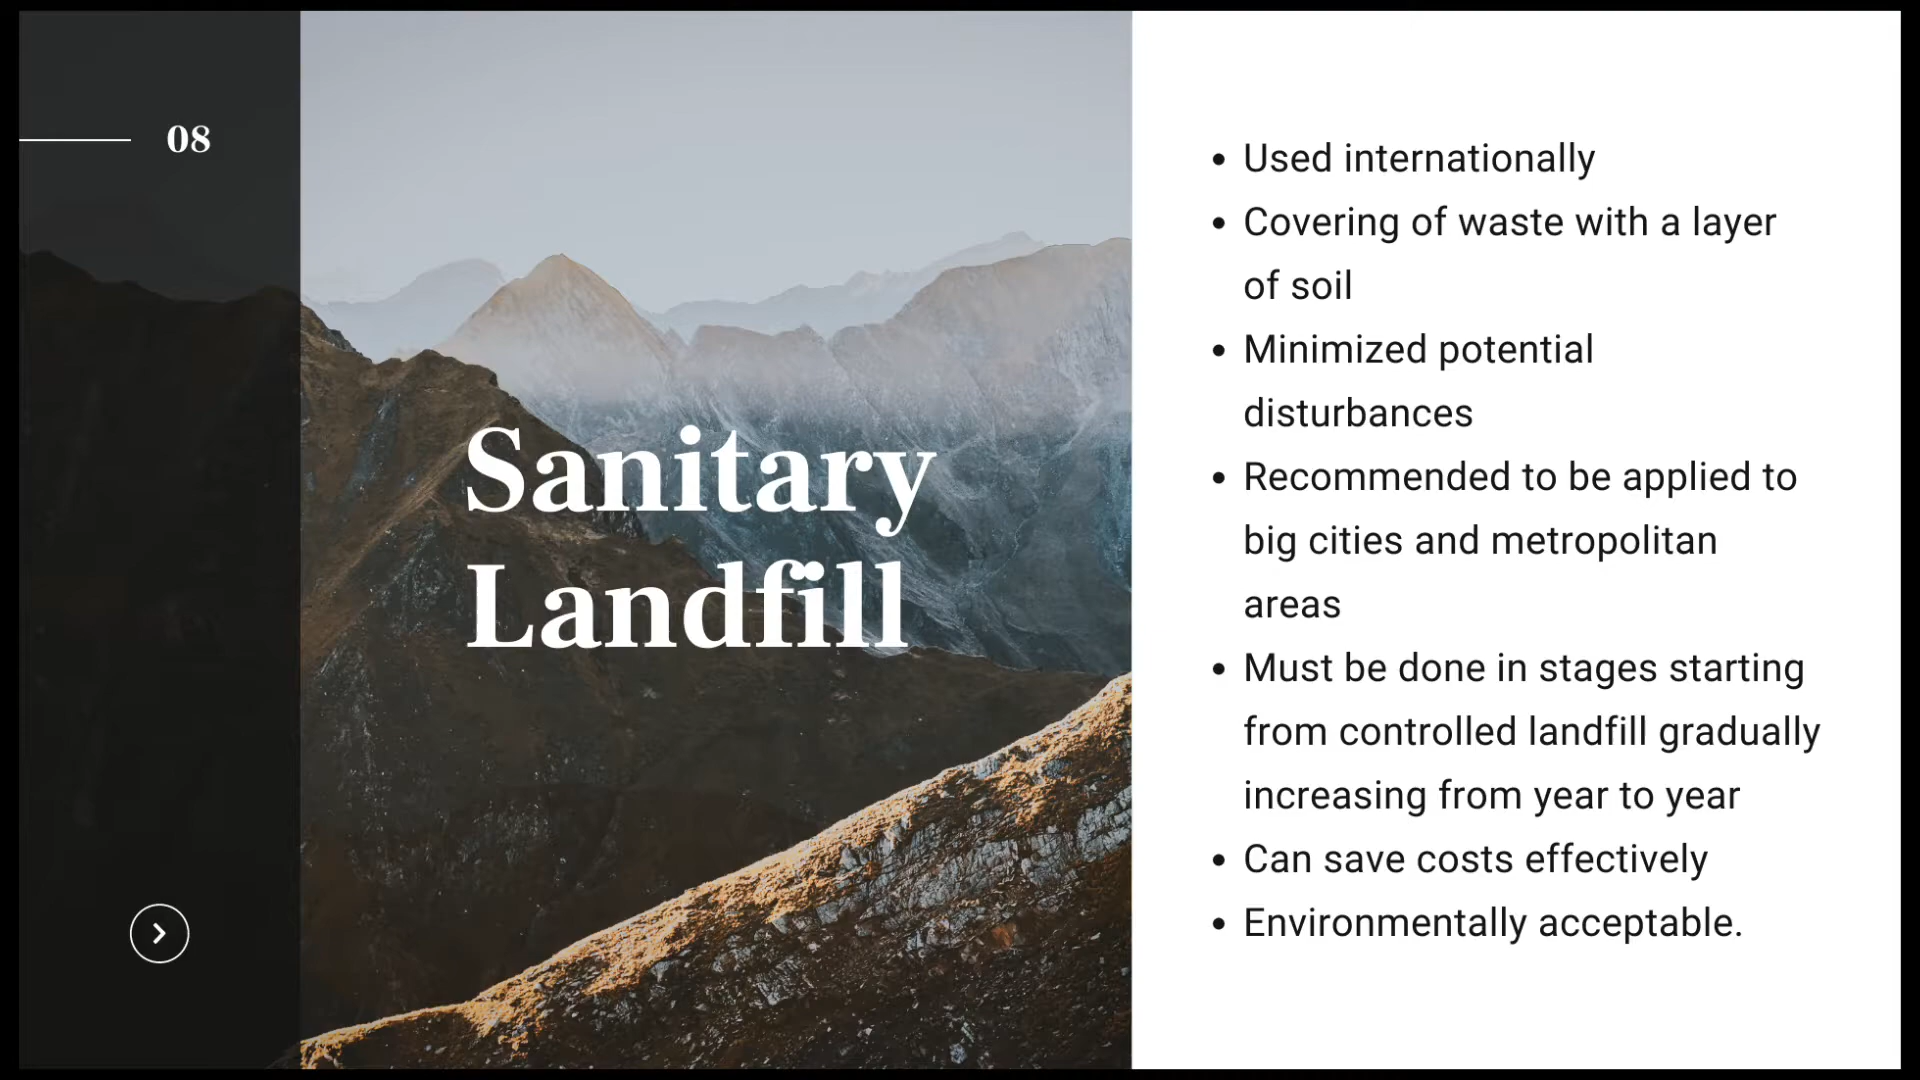 08
Sanitary
Landfill
• Used internationally
• Covering of waste with a layer
of soil
• Minimized potential
disturbances
• Recommended to be applied to
big cities and metropolitan
areas
• Must be done in stages starting
from controlled landfill gradually
increasing from year to year
• Can save costs effectively
• Environmentally acceptable.